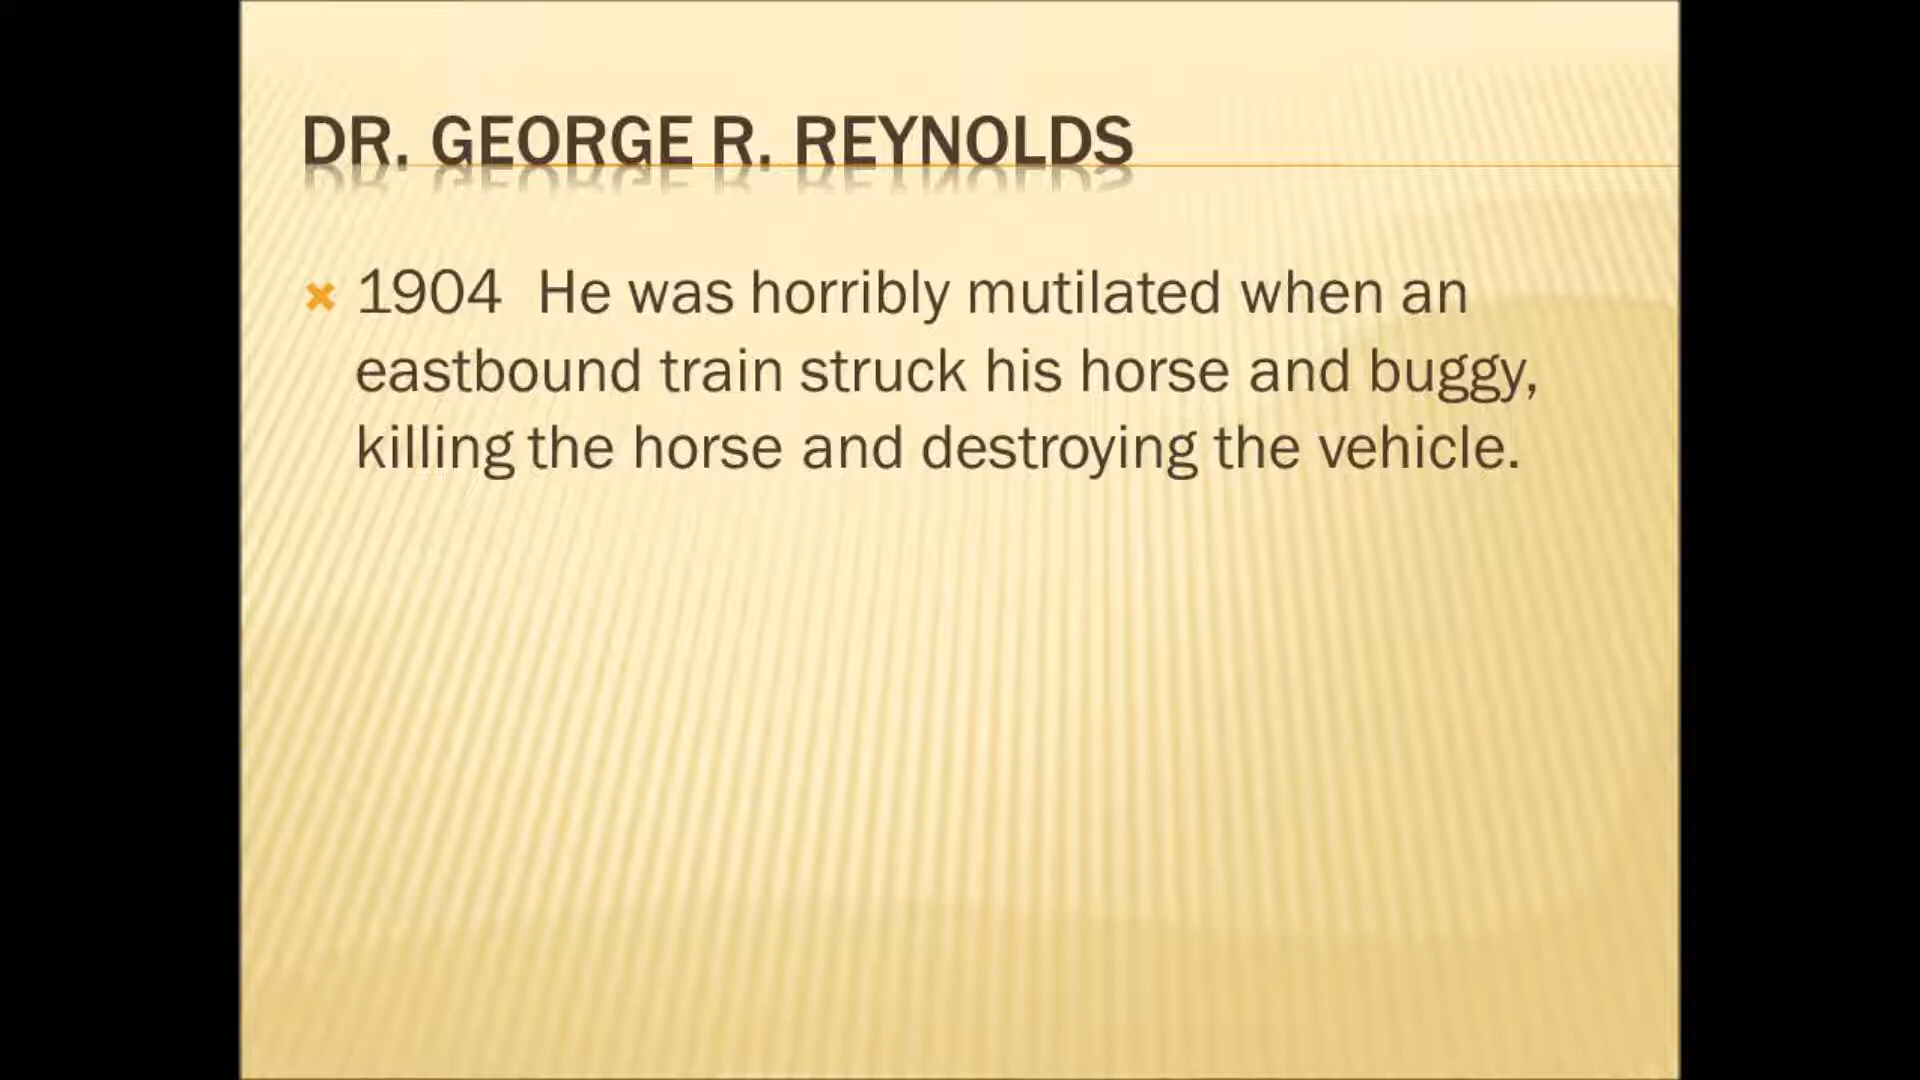 DR. GEORGE R. REYNOLDS
1904  He was horribly mutilated when an
eastbound train struck his horse and buggy,
killing the horse and destroying the vehicle.